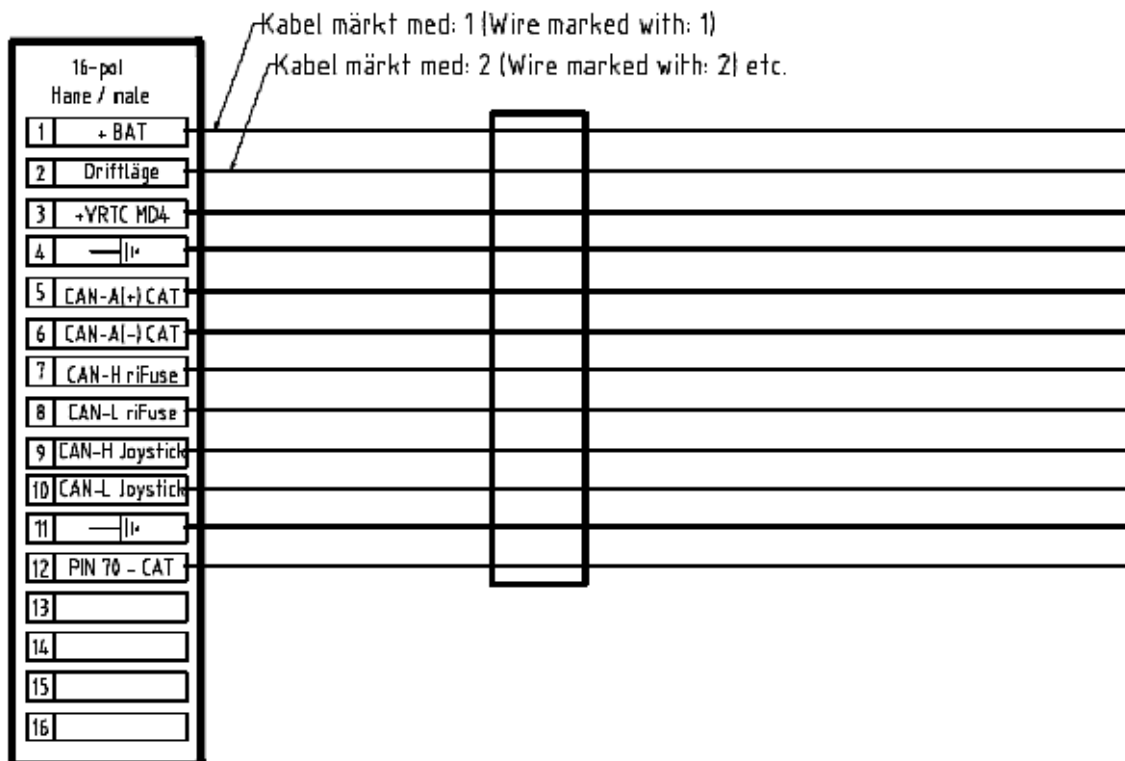 Kabel märkt med: 1 (Wire marked with: 1)
Kabel märkt med: 2 (Wire marked with: 2) etc.
16-pol
Hane / male
1 + BAT
2 Driftläge
3 +VRTC MD4
4
5 CAN-A(+) CAT
6 CAN-A(-) CAT
7 CAN-H riFuse
8 CAN-L riFuse
9 CAN-H Joystick
10 CAN-L Joystick
11
12 PIN 70 - CAT
13
14
15
16